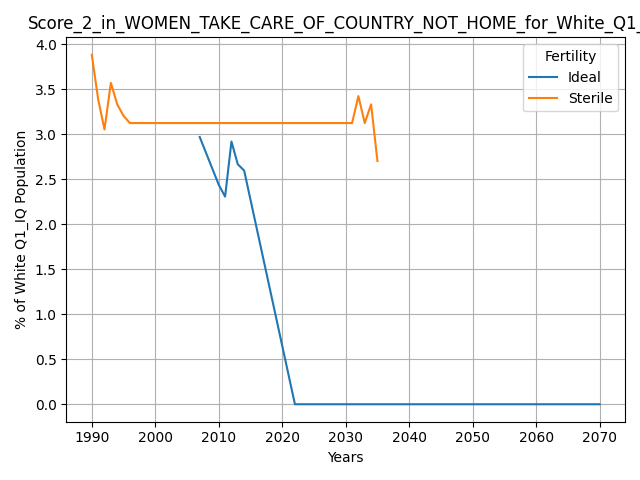 Score_2_in_WOMEN_TAKE_CARE_OF_COUNTRY_NOT_HOME_for_White_Q1_
4.0
3.5
3.0
2.5
2.0
1.5
1.0
0.5
0.0
% of White Q1_IQ Population
Fertility
Ideal
Sterile
1990 2000 2010 2020 2030 2040 2050 2060 2070
Years